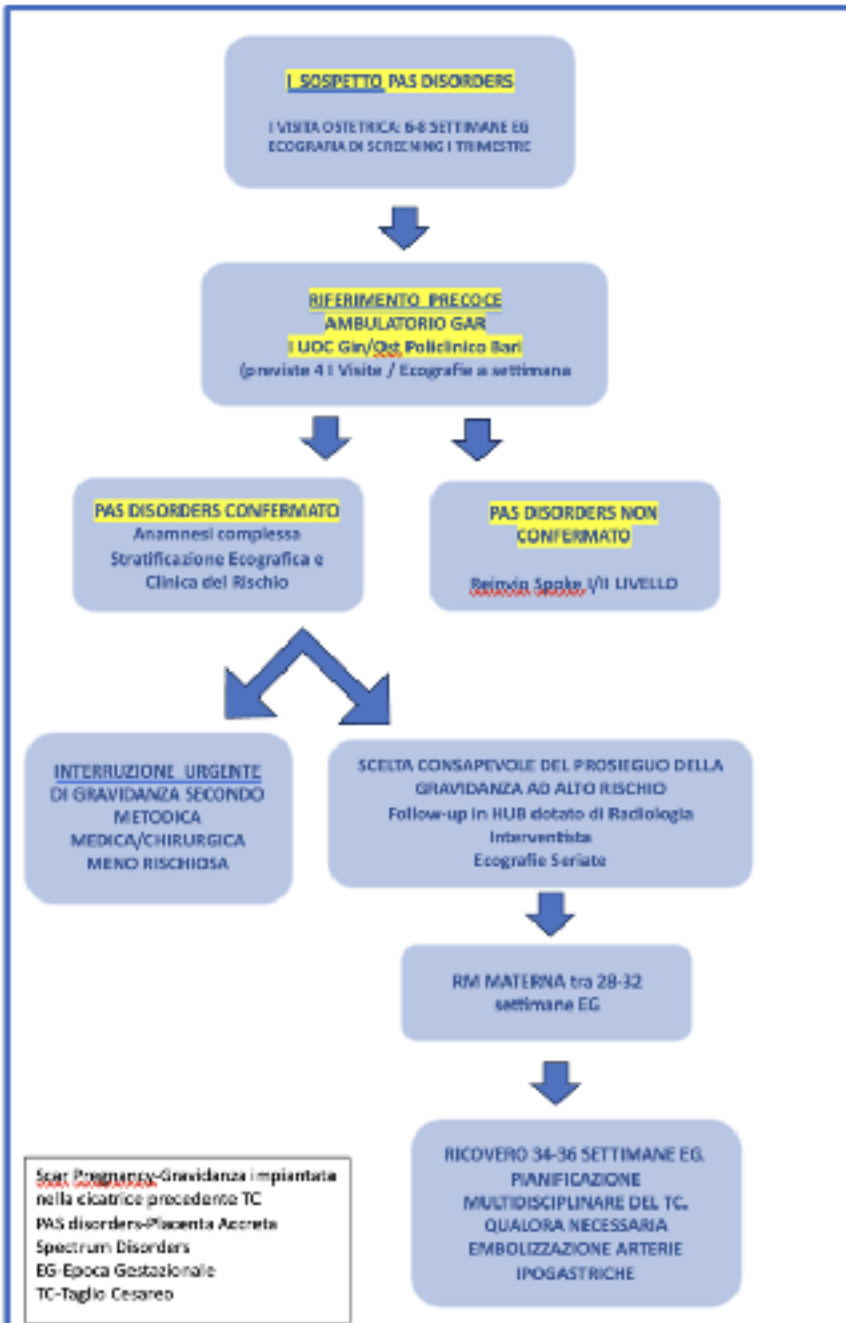 I SOSPETTO PAS DISORDERS
I VISITA OSTETRICA: 6-8 SETTIMANE EG
ECOGRAFIA DI SCREENING I TRIMESTRE
RIFERIMENTO PRECOCE
AMBULATORIO GAR
I UOC Gin/Ost Policlinico Bari
(previste 4 I Visite / Ecografie a settimana
PAS DISORDERS CONFERMATO
Anamnesi complessa
Stratificazione Ecografica e
Clinica del Rischio
PAS DISORDERS NON
CONFERMATO
Reinvio Spoke I/II LIVELLO
INTERRUZIONE URGENTE
DI GRAVIDANZA SECONDO
METODICA
MEDICA/CHIRURGICA
MENO RISCHIOSA
SCELTA CONSAPEVOLE DEL PROSIEGUO DELLA
GRAVIDANZA AD ALTO RISCHIO
Follow-up in HUB dotato di Radiologia
Interventista
Ecografie Seriate
RM MATERNA tra 28-32
settimane EG
RICOVERO 34-36 SETTIMANE EG.
PIANIFICAZIONE
MULTIDISCIPLINARE DEL TC.
QUALORA NECESSARIA
EMBOLIZZAZIONE ARTERIE
IPOGASTRICHE
Scar Pregnancy-Gravidanza impiantata
nella cicatrice precedente TC
PAS disorders-Placenta Accreta
Spectrum Disorders
EG-Epoca Gestazionale
TC-Taglio Cesareo